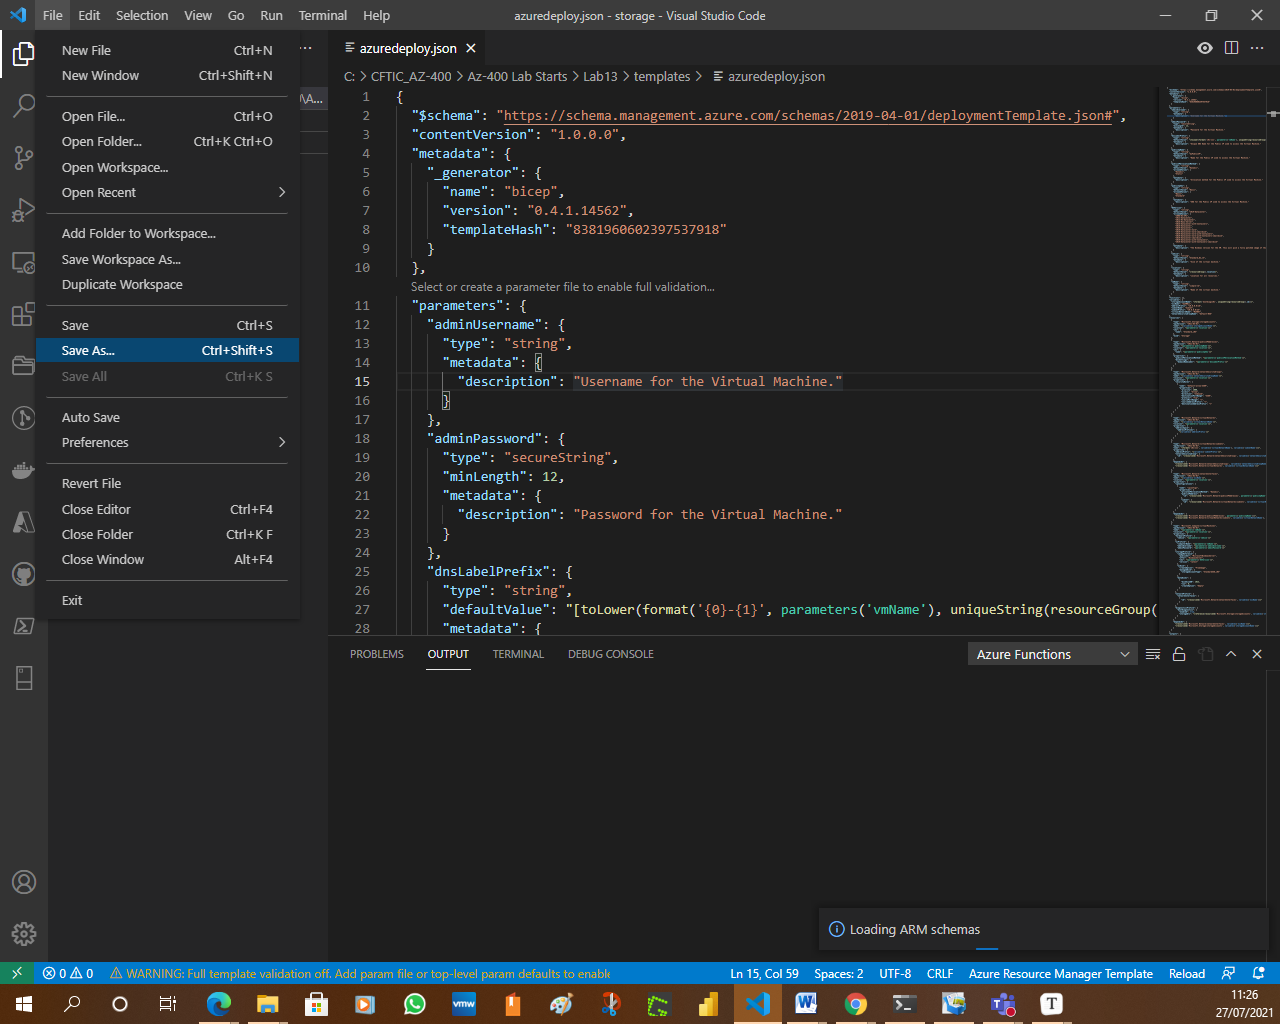 File Edit Selection View Go Run Terminal Help
azuredeploy.json - storage - Visual Studio Code
New File Ctrl+N
New Window Ctrl+Shift+N
Open File... Ctrl+O
Open Folder... Ctrl+K Ctrl+O
Open Workspace...
Open Recent
Add Folder to Workspace...
Save Workspace As...
Duplicate Workspace
Save Ctrl+S
Save As... Ctrl+Shift+S
Save All Ctrl+K S
Auto Save
Preferences
Revert File
Close Editor Ctrl+F4
Close Folder Ctrl+K F
Close Window Alt+F4
Exit
\A...
azuredeploy.json
C: > CFTIC_AZ-400 > Az-400 Lab Starts > Lab13 > templates > azuredeploy.json
1 {
2 "$schema": "https://schema.management.azure.com/schemas/2019-04-01/deploymentTemplate.json#",
3 "contentVersion": "1.0.0.0",
4 "metadata": {
5 "_generator": {
6 "name": "bicep",
7 "version": "0.4.1.14562",
8 "templateHash": "8381960602397537918"
9 }
10 },
Select or create a parameter file to enable full validation...
11 "parameters": {
12 "adminUsername": {
13 "type": "string",
14 "metadata": {
15 "description": "Username for the Virtual Machine."
16 }
17 },
18 "adminPassword": {
19 "type": "secureString",
20 "minLength": 12,
21 "metadata": {
22 "description": "Password for the Virtual Machine."
23 }
24 },
25 "dnsLabelPrefix": {
26 "type": "string",
27 "defaultValue": "[toLower(format('{0}-{1}', parameters('vmName'), uniqueString(resourceGroup(
28 "metadata": {
PROBLEMS OUTPUT TERMINAL DEBUG CONSOLE
Azure Functions
Loading ARM schemas
0 0 WARNING: Full template validation off. Add param file or top-level param defaults to enable
Ln 15, Col 59 Spaces: 2 UTF-8 CRLF Azure Resource Manager Template Reload
vmw
W
T
T
11:26
27/07/2021